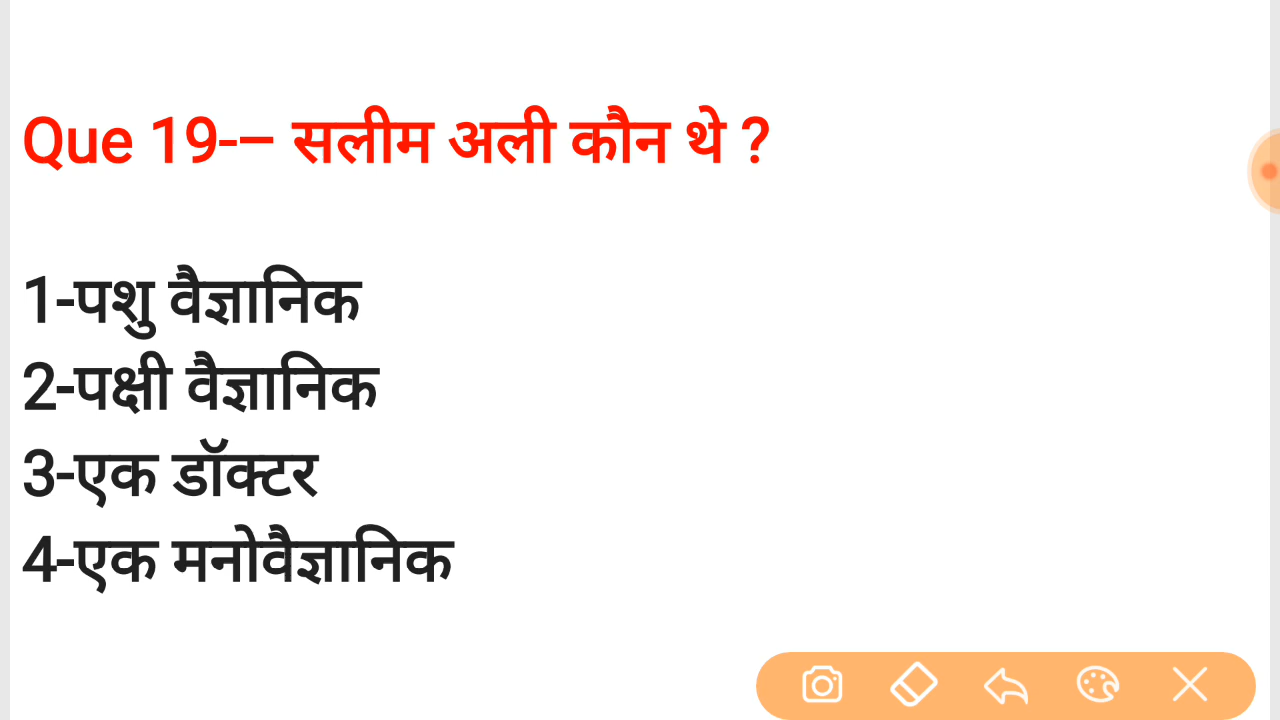 Que 19-– सलीम अली कौन थे ?
1-पशु वैज्ञानिक
2-पक्षी वैज्ञानिक
3-एक डॉक्टर
4-एक मनोवैज्ञानिक